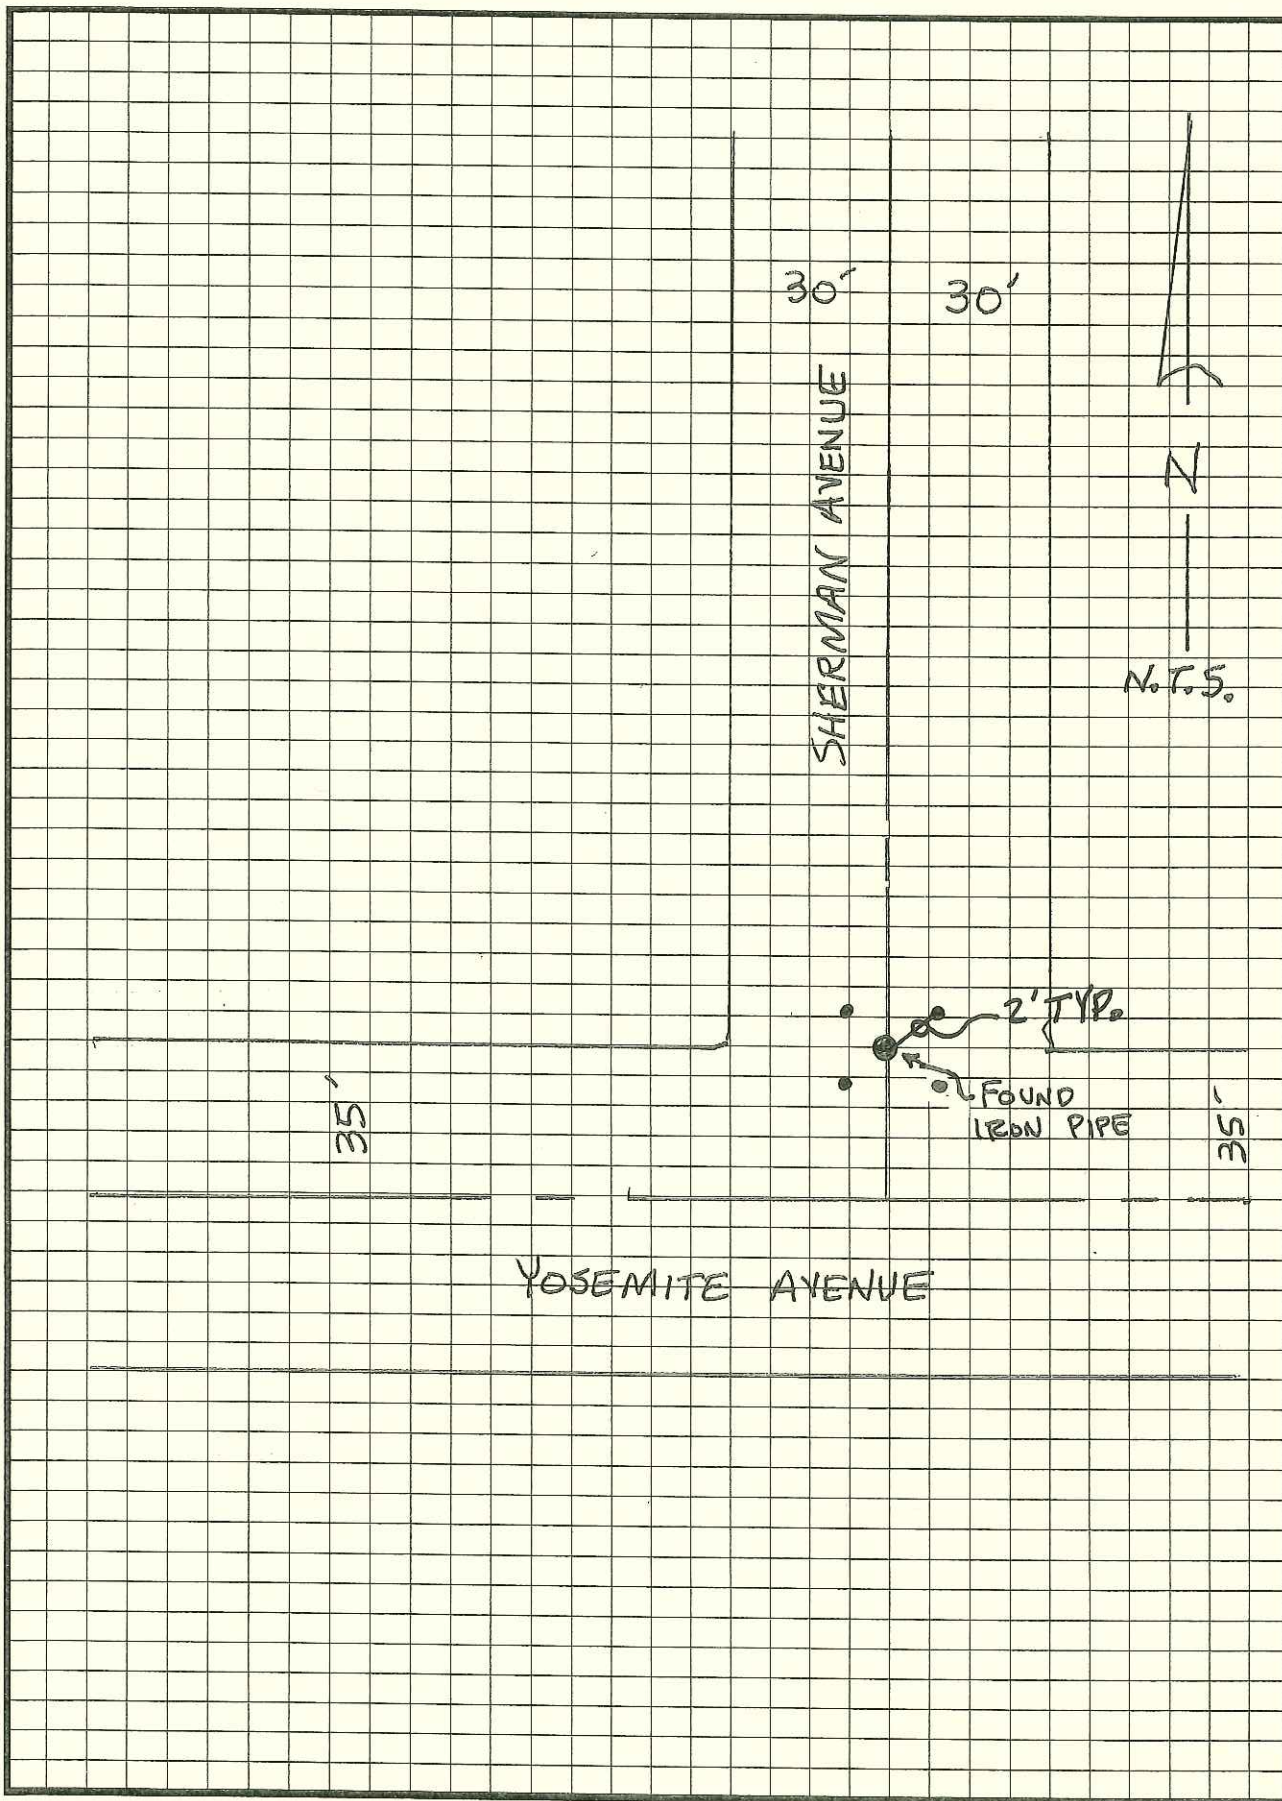 30'
30'
SHERMAN AVENUE
N
N.T.S.
2' TYP.
FOUND
IRON PIPE
35'
35'
YOSEMITE AVENUE